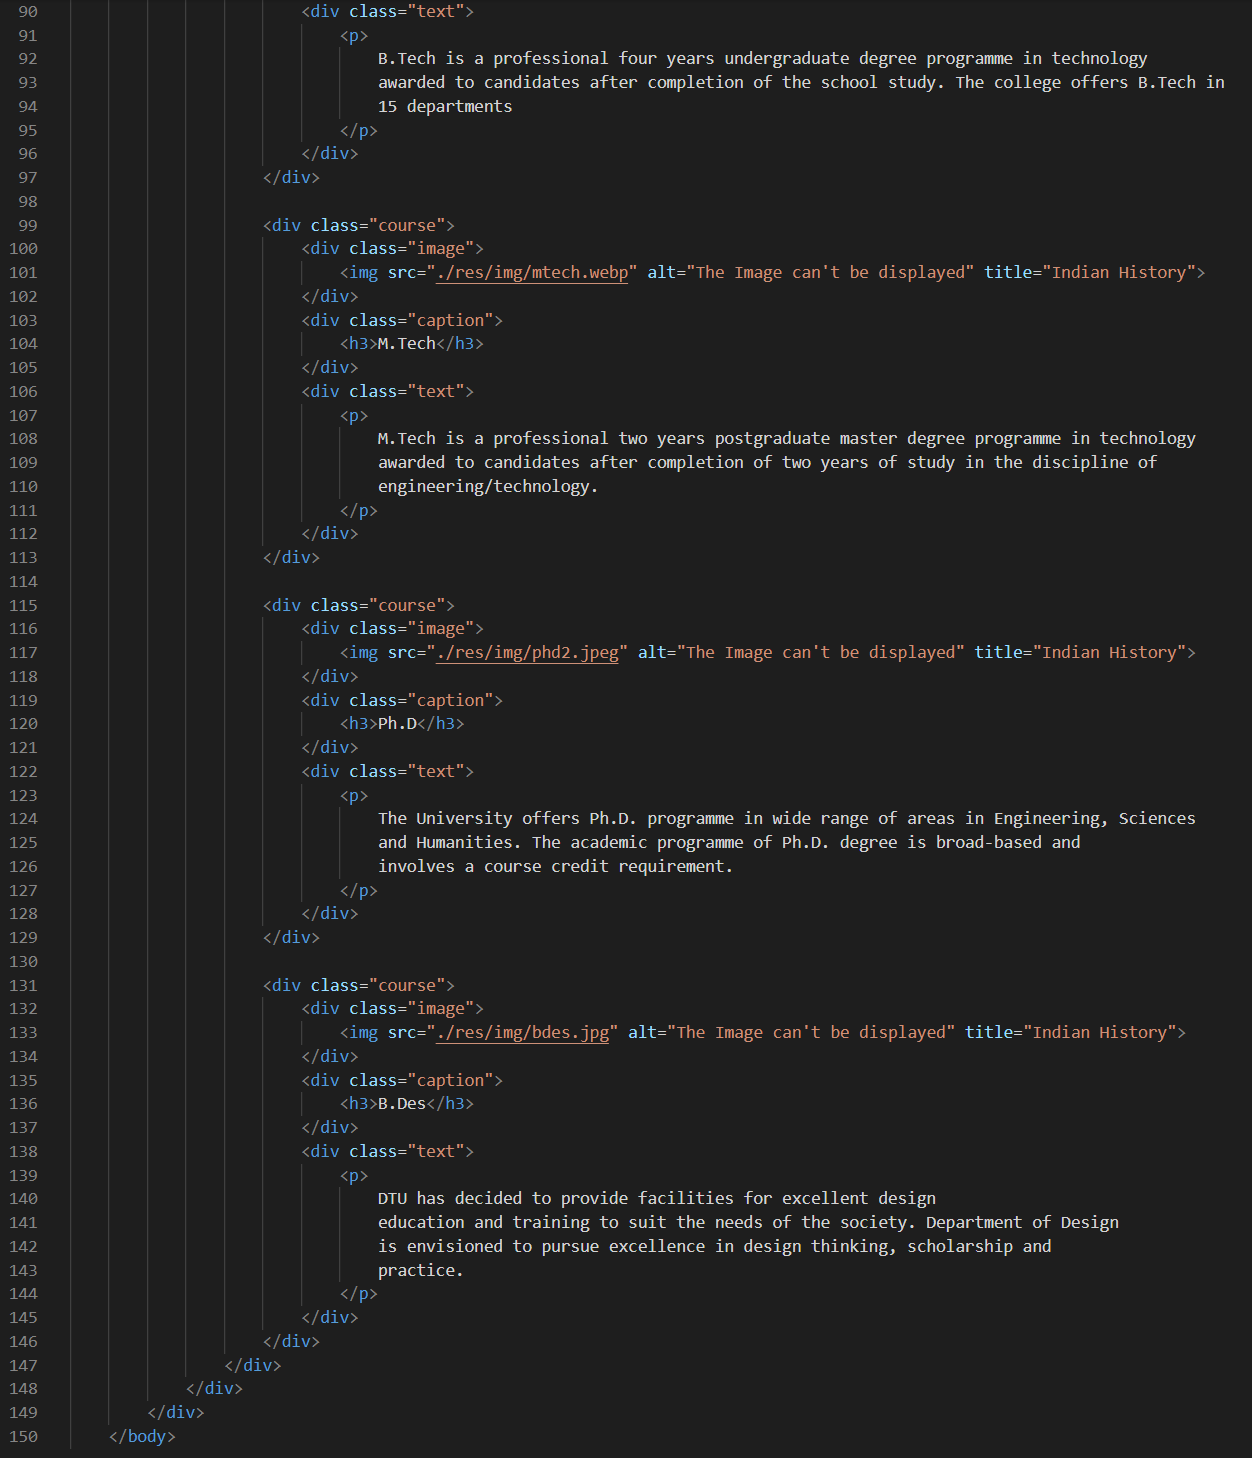 90 <div class="text">
91 <p>
92 B.Tech is a professional four years undergraduate degree programme in technology
93 awarded to candidates after completion of the school study. The college offers B.Tech in
94 15 departments
95 </p>
96 </div>
97 </div>
98
99 <div class="course">
100 <div class="image">
101 <img src="./res/img/mtech.webp" alt="The Image can't be displayed" title="Indian History">
102 </div>
103 <div class="caption">
104 <h3>M.Tech</h3>
105 </div>
106 <div class="text">
107 <p>
108 M.Tech is a professional two years postgraduate master degree programme in technology
109 awarded to candidates after completion of two years of study in the discipline of
110 engineering/technology.
111 </p>
112 </div>
113 </div>
114
115 <div class="course">
116 <div class="image">
117 <img src="./res/img/phd2.jpeg" alt="The Image can't be displayed" title="Indian History">
118 </div>
119 <div class="caption">
120 <h3>Ph.D</h3>
121 </div>
122 <div class="text">
123 <p>
124 The University offers Ph.D. programme in wide range of areas in Engineering, Sciences
125 and Humanities. The academic programme of Ph.D. degree is broad-based and
126 involves a course credit requirement.
127 </p>
128 </div>
129 </div>
130
131 <div class="course">
132 <div class="image">
133 <img src="./res/img/bdes.jpg" alt="The Image can't be displayed" title="Indian History">
134 </div>
135 <div class="caption">
136 <h3>B.Des</h3>
137 </div>
138 <div class="text">
139 <p>
140 DTU has decided to provide facilities for excellent design
141 education and training to suit the needs of the society. Department of Design
142 is envisioned to pursue excellence in design thinking, scholarship and
143 practice.
144 </p>
145 </div>
146 </div>
147 </div>
148 </div>
149 </div>
150 </body>